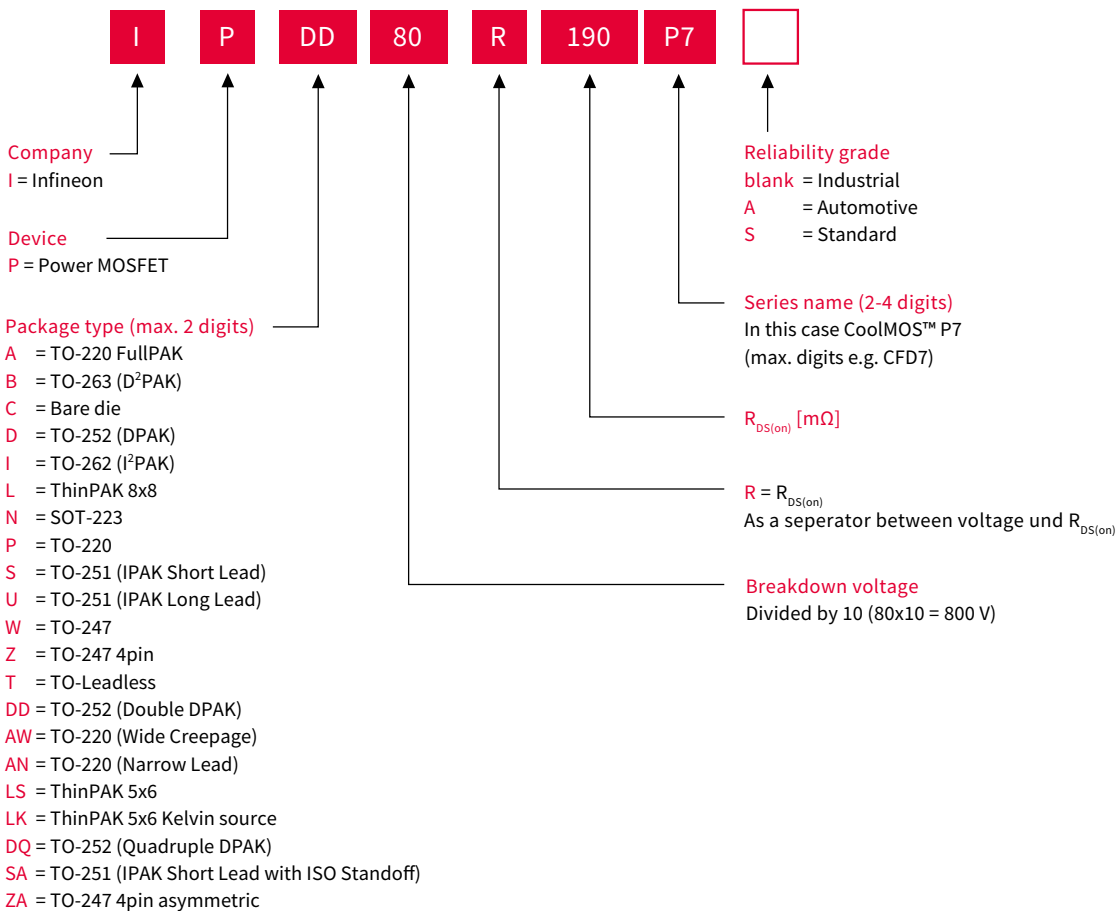 I P DD 80 R 190 P7
Company
I = Infineon
Device
P = Power MOSFET
Package type (max. 2 digits)
A = TO-220 FullPAK
B = TO-263 (D²PAK)
C = Bare die
D = TO-252 (DPAK)
I = TO-262 (I²PAK)
L = ThinPAK 8x8
N = SOT-223
P = TO-220
S = TO-251 (IPAK Short Lead)
U = TO-251 (IPAK Long Lead)
W = TO-247
Z = TO-247 4pin
T = TO-Leadless
DD = TO-252 (Double DPAK)
AW = TO-220 (Wide Creepage)
AN = TO-220 (Narrow Lead)
LS = ThinPAK 5x6
LK = ThinPAK 5x6 Kelvin source
DQ = TO-252 (Quadruple DPAK)
SA = TO-251 (IPAK Short Lead with ISO Standoff)
ZA = TO-247 4pin asymmetric
Reliability grade
blank = Industrial
A = Automotive
S = Standard
Series name (2-4 digits)
In this case CoolMOS™ P7
(max. digits e.g. CFD7)
RDS(on) [mΩ]
R = RDS(on)
As a seperator between voltage und RDS(on)
Breakdown voltage
Divided by 10 (80x10 = 800 V)